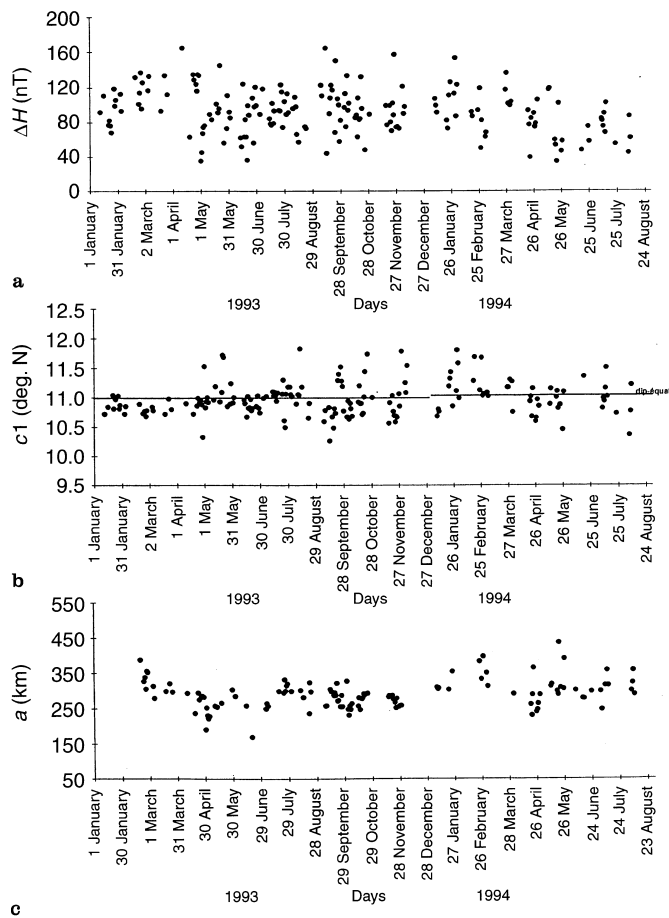 200
160
120
80
40
0
ΔH (nT)
1 January
31 January
2 March
1 April
1 May
31 May
30 June
30 July
29 August
28 September
28 October
27 November
27 December
26 January
25 February
27 March
26 April
26 May
25 June
25 July
24 August
a
1993 Days 1994
12.5
12.0
11.5
11.0
10.5
10.0
9.5
c1 (deg. N)
dip-equa
1 January
31 January
2 March
1 April
1 May
31 May
30 June
30 July
29 August
28 September
28 October
27 November
27 December
26 January
25 February
27 March
26 April
26 May
25 June
25 July
24 August
b
1993 Days 1994
550
450
350
250
150
50
a (km)
1 January
30 January
1 March
31 March
30 April
30 May
29 June
29 July
28 August
29 September
29 October
28 November
28 December
27 January
26 February
28 March
26 April
26 May
24 June
24 July
23 August
1993 Days 1994
c